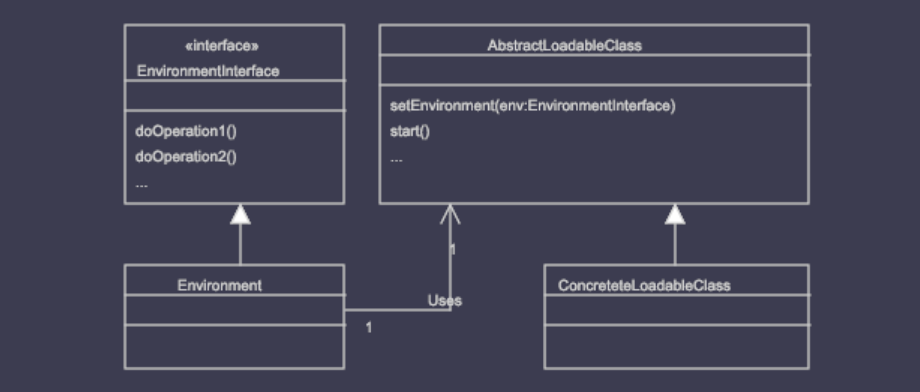 «interface»
EnvironmentInterface
doOperation1()
doOperation2()
...
AbstractLoadableClass
setEnvironment(env:EnvironmentInterface)
start()
...
1
Environment
Uses
1
ConcreteteLoadableClass